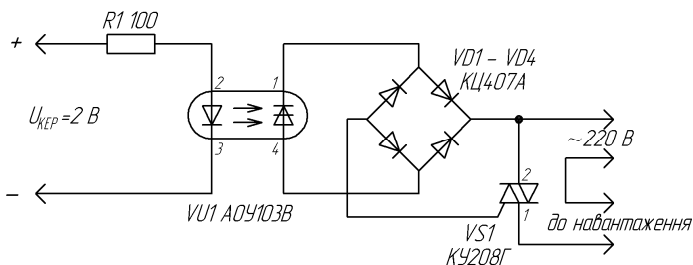 R1 100
+
2
1
VD1 – VD4
КЦ407А
U КЕР =2 В
~220 В
3
4
2
–
VU1 АОУ103В
1
до навантаження
VS1
КУ208Г